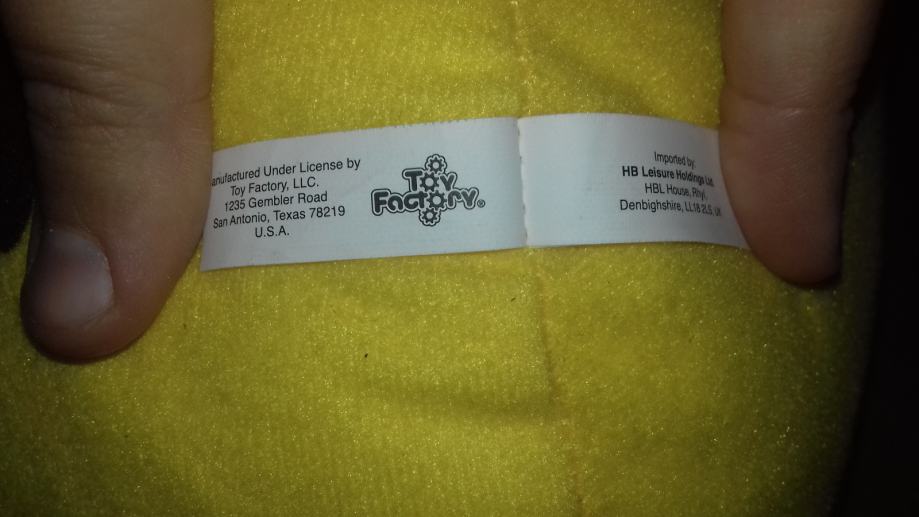 anufactured Under License by
Toy Factory, LLC.
1235 Gembler Road
San Antonio, Texas 78219
U.S.A.
Toy
Factory®
Imported by:
HB Leisure Holdings Ltd
HBL House, Rhyl,
Denbighshire, LL18 2LS, UK